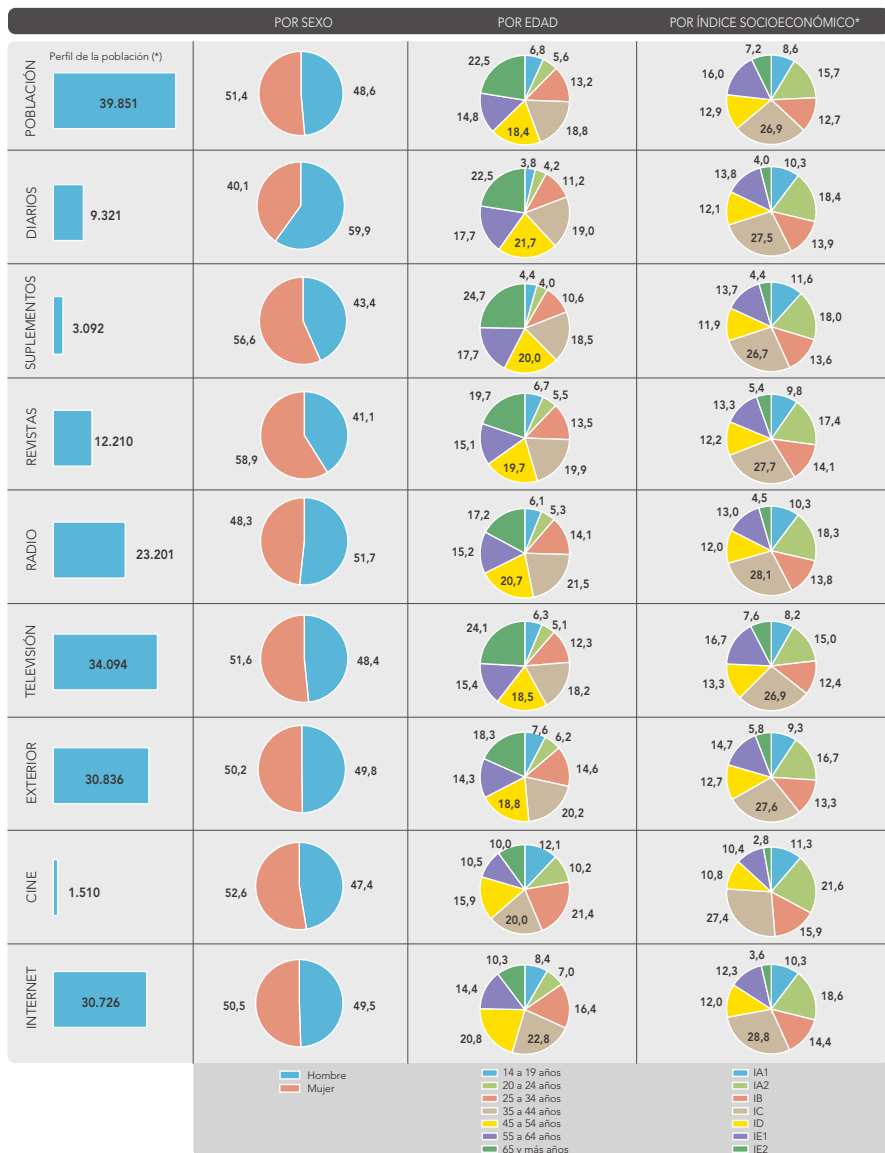 POR SEXO POR EDAD POR ÍNDICE SOCIOECONÓMICO*
POBLACIÓN
Perfil de la población (*)
39.851
51,4 48,6
6,8 5,6 13,2 18,8 18,4 14,8 22,5
8,6 15,7 12,7 26,9 12,9 16,0 7,2
DIARIOS
9.321
40,1 59,9
3,8 4,2 11,2 19,0 21,7 17,7 22,5
10,3 18,4 13,9 27,5 12,1 13,8 4,0
SUPLEMENTOS
3.092
56,6 43,4
4,4 4,0 10,6 18,5 20,0 17,7 24,7
11,6 18,0 13,6 26,7 11,9 13,7 4,4
REVISTAS
12.210
58,9 41,1
6,7 5,5 13,5 19,9 19,7 15,1 19,7
9,8 17,4 14,1 27,7 12,2 13,3 5,4
RADIO
23.201
48,3 51,7
6,1 5,3 14,1 21,5 20,7 15,2 17,2
10,3 18,3 13,8 28,1 12,0 13,0 4,5
TELEVISIÓN
34.094
51,6 48,4
6,3 5,1 12,3 18,2 18,5 15,4 24,1
8,2 15,0 12,4 26,9 13,3 16,7 7,6
EXTERIOR
30.836
50,2 49,8
7,6 6,2 14,6 20,2 18,8 14,3 18,3
9,3 16,7 13,3 27,6 12,7 14,7 5,8
CINE
1.510
52,6 47,4
12,1 10,2 21,4 20,0 15,9 10,5 10,0
11,3 21,6 15,9 27,4 10,8 10,4 2,8
INTERNET
30.726
50,5 49,5
8,4 7,0 16,4 22,8 20,8 14,4 10,3
10,3 18,6 14,4 28,8 12,0 12,3 3,6
Hombre
Mujer
14 a 19 años
20 a 24 años
25 a 34 años
35 a 44 años
45 a 54 años
55 a 64 años
65 y más años
IA1
IA2
IB
IC
ID
IE1
IE2